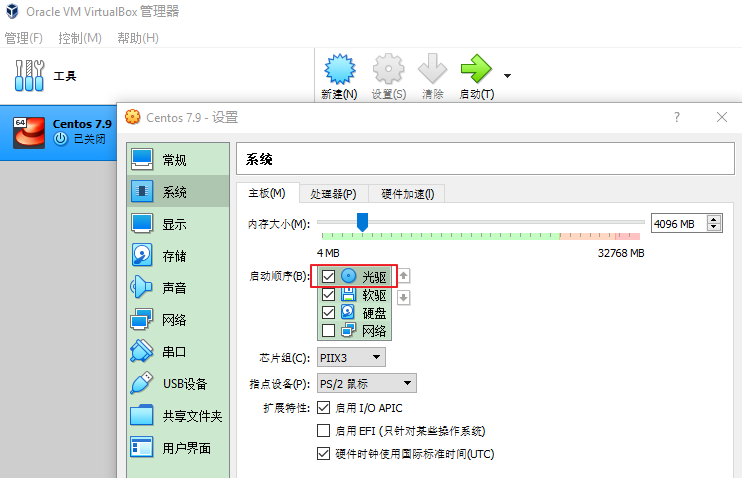 Oracle VM VirtualBox 管理器
管理(F) 控制(M) 帮助(H)
工具
新建(N) 设置(S) 清除 启动(T)
64 Centos 7.9
已关闭
Centos 7.9 - 设置 ? ×
常规
系统
显示
存储
声音
网络
串口
USB设备
共享文件夹
用户界面
系统
主板(M) 处理器(P) 硬件加速(l)
内存大小(M): 4096 MB
4 MB 32768 MB
启动顺序(B): 光驱
软驱
硬盘
网络
芯片组(C): PIIX3
指点设备(P): PS/2 鼠标
扩展特性: 启用 I/O APIC
启用 EFI (只针对某些操作系统)
硬件时钟使用国际标准时间(UTC)